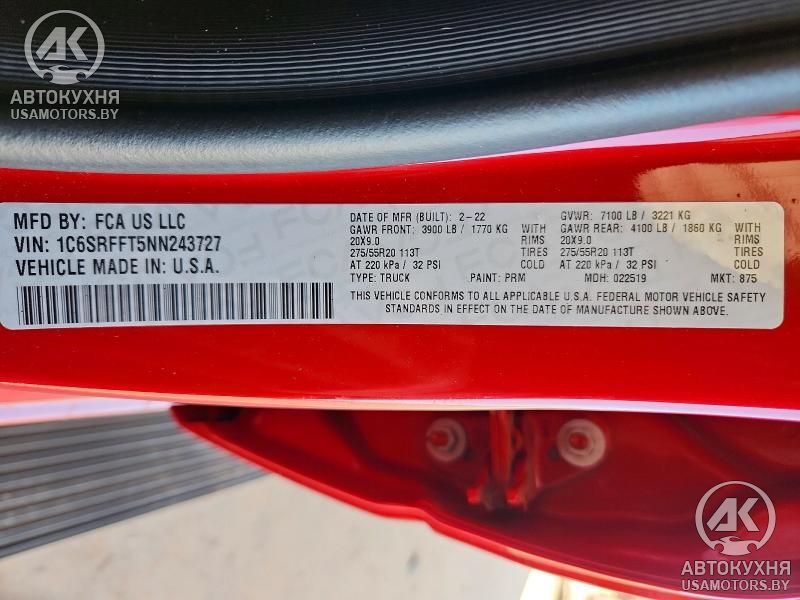 АК
АВТОКУХНЯ
USAMOTORS.BY
MFD BY: FCA US LLC
VIN: 1C6SRFFT5NN243727
VEHICLE MADE IN: U.S.A.
DATE OF MFR (BUILT): 2-22 GVWR: 7100 LB / 3221 KG
GAWR FRONT: 3900 LB / 1770 KG GAWR REAR: 4100 LB / 1860 KG
20X9.0 20X9.0
275/55R20 113T TIRES 275/55R20 113T TIRES
AT 220 kPa / 32 PSI COLD AT 220 kPa / 32 PSI COLD
TYPE: TRUCK PAINT: PRM MDH: 022519 MKT: 875
THIS VEHICLE CONFORMS TO ALL APPLICABLE U.S.A. FEDERAL MOTOR VEHICLE SAFETY
STANDARDS IN EFFECT ON THE DATE OF MANUFACTURE SHOWN ABOVE.
АК
АВТОКУХНЯ
USAMOTORS.BY